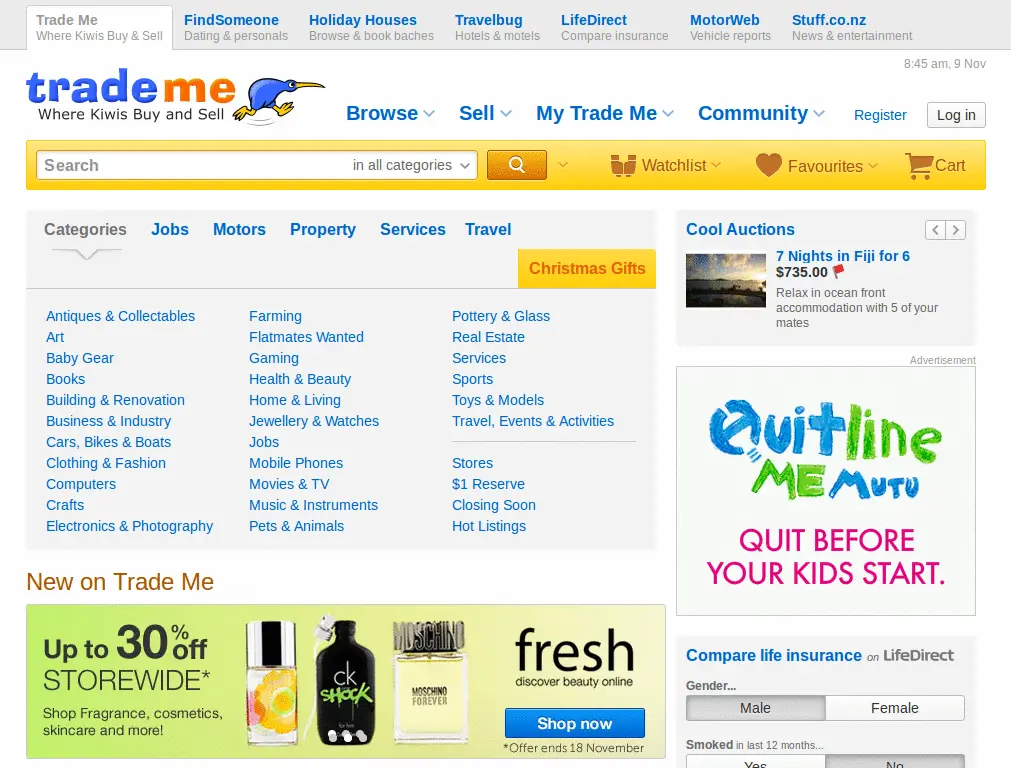 Trade Me
Where Kiwis Buy & Sell
FindSomeone
Dating & personals
Holiday Houses
Browse & book baches
Travelbug
Hotels & motels
LifeDirect
Compare insurance
MotorWeb
Vehicle reports
Stuff.co.nz
News & entertainment
8:45 am, 9 Nov
trademe
Where Kiwis Buy and Sell
Browse
Sell
My Trade Me
Community
Register
Log in
Search
in all categories
Watchlist
Favourites
Cart
Categories
Jobs
Motors
Property
Services
Travel
Christmas Gifts
Antiques & Collectables
Art
Baby Gear
Books
Building & Renovation
Business & Industry
Cars, Bikes & Boats
Clothing & Fashion
Computers
Crafts
Electronics & Photography
Farming
Flatmates Wanted
Gaming
Health & Beauty
Home & Living
Jewellery & Watches
Jobs
Mobile Phones
Movies & TV
Music & Instruments
Pets & Animals
Pottery & Glass
Real Estate
Services
Sports
Toys & Models
Travel, Events & Activities
Stores
$1 Reserve
Closing Soon
Hot Listings
Cool Auctions
7 Nights in Fiji for 6
$735.00
Relax in ocean front
accommodation with 5 of your
mates
Advertisement
Quitline
ME MUTU
QUIT BEFORE
YOUR KIDS START.
New on Trade Me
Up to 30% off
STOREWIDE*
Shop Fragrance, cosmetics,
skincare and more!
ck
SHOCK
for him
MOSCHINO
MOSCHINO
FOREVER
fresh
discover beauty online
Shop now
*Offer ends 18 November
Compare life insurance on LifeDirect
Gender...
Male
Female
Smoked in last 12 months...
Yes
No